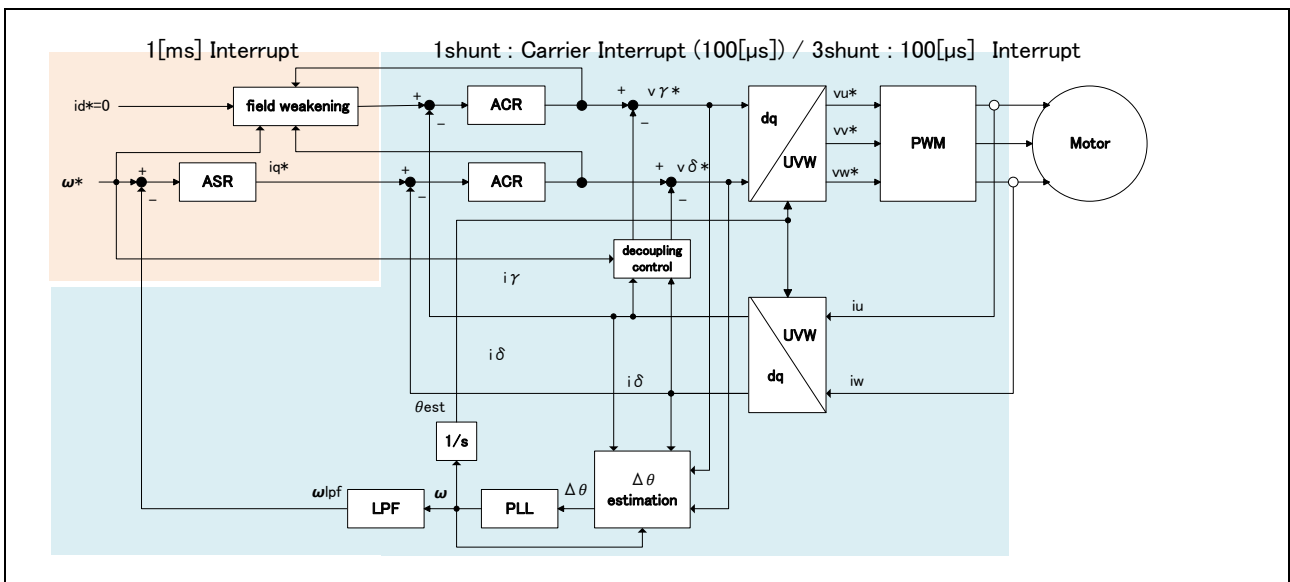 1[ms] Interrupt
1shunt : Carrier Interrupt (100[μs]) / 3shunt : 100[μs] Interrupt
id*=0
field weakening
+
−
ACR
+
−
vγ*
dq
UVW
vu*
vv*
vw*
PWM
Motor
ω*
+
−
ASR
iq*
+
−
ACR
+
−
vδ*
decoupling
control
iγ
UVW
dq
iu
iδ
iδ
iw
θest
1/s
Δθ
estimation
ωlpf
LPF
ω
PLL
Δθ